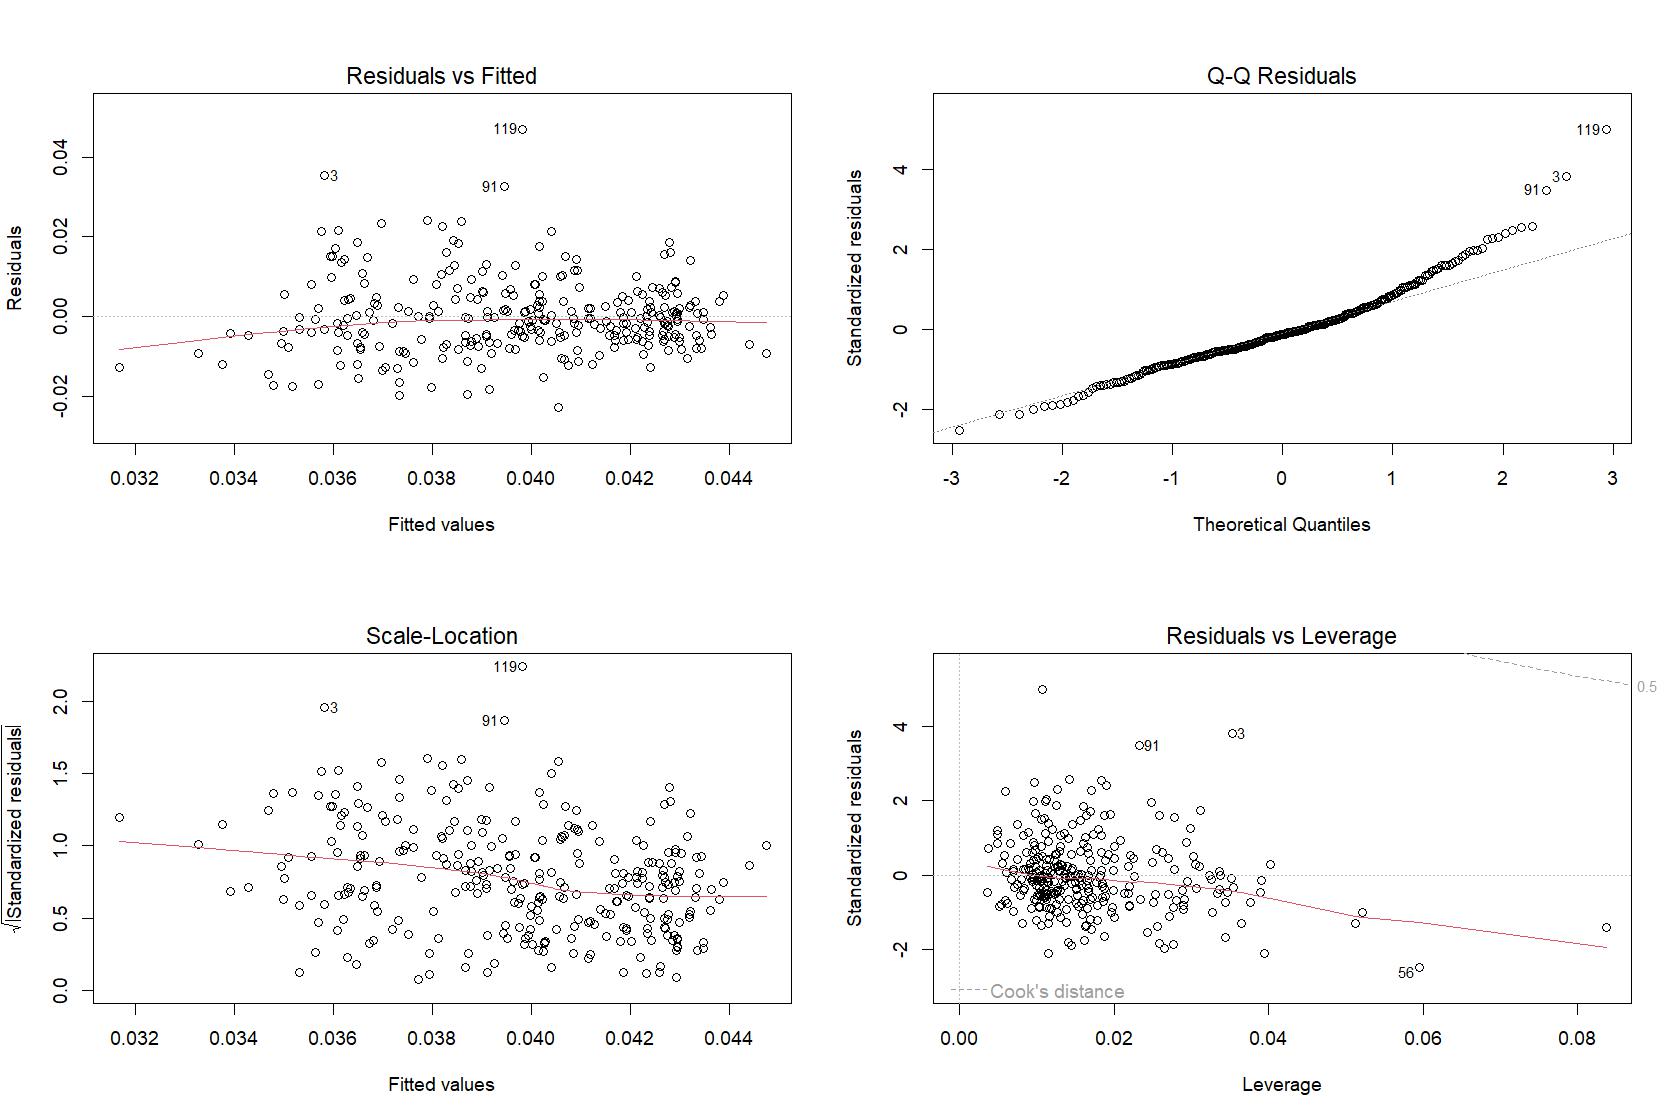 Residuals vs Fitted
Residuals
0.04
0.02
0.00
-0.02
119
3
91
0.032 0.034 0.036 0.038 0.040 0.042 0.044
Fitted values
Q-Q Residuals
Standardized residuals
4
2
0
-2
119
3
91
-3 -2 -1 0 1 2 3
Theoretical Quantiles
Scale-Location
√|Standardized residuals|
2.0
1.5
1.0
0.5
0.0
119
3
91
0.032 0.034 0.036 0.038 0.040 0.042 0.044
Fitted values
Residuals vs Leverage
Standardized residuals
4
2
0
-2
0.5
3
91
56
Cook's distance
0.00 0.02 0.04 0.06 0.08
Leverage